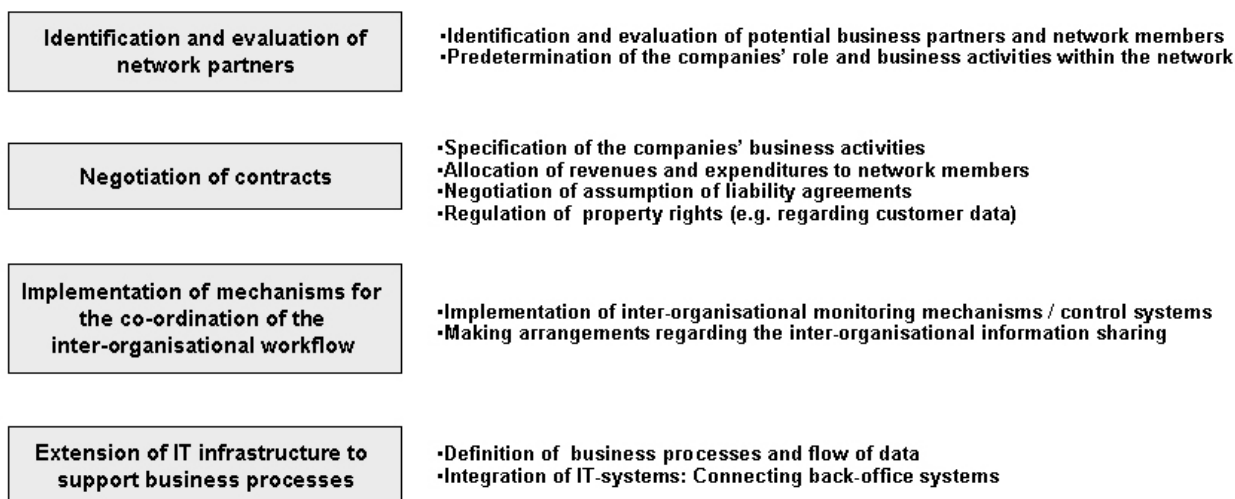 Identification and evaluation of
network partners
▪Identification and evaluation of potential business partners and network members
▪Predetermination of the companies' role and business activities within the network
Negotiation of contracts
▪Specification of the companies' business activities
▪Allocation of revenues and expenditures to network members
▪Negotiation of assumption of liability agreements
▪Regulation of property rights (e.g. regarding customer data)
Implementation of mechanisms for
the co-ordination of the
inter-organisational workflow
▪Implementation of inter-organisational monitoring mechanisms / control systems
▪Making arrangements regarding the inter-organisational information sharing
Extension of IT infrastructure to
support business processes
▪Definition of business processes and flow of data
▪Integration of IT-systems: Connecting back-office systems